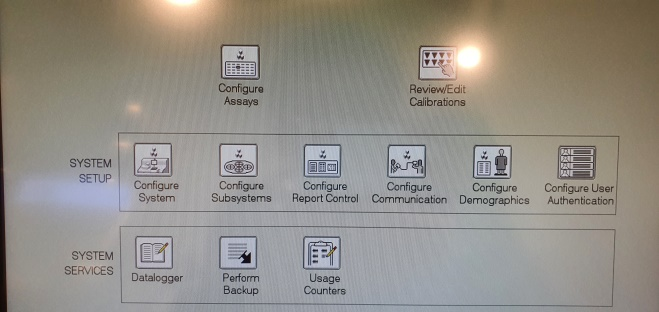 Configure
Assays
Review/Edit
Calibrations
SYSTEM
SETUP
Configure
System
Configure
Subsystems
Configure
Report Control
Configure
Communication
Configure
Demographics
Configure User
Authentication
SYSTEM
SERVICES
Datalogger
Perform
Backup
Usage
Counters